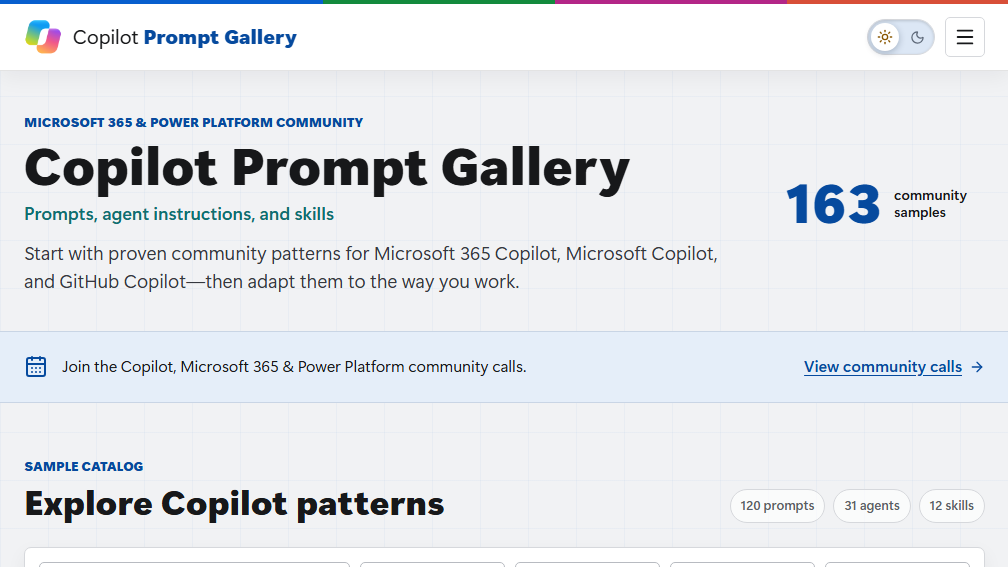 Copilot Prompt Gallery
MICROSOFT 365 & POWER PLATFORM COMMUNITY
Copilot Prompt Gallery
Prompts, agent instructions, and skills
Start with proven community patterns for Microsoft 365 Copilot, Microsoft Copilot,
and GitHub Copilot—then adapt them to the way you work.
163
community
samples
Join the Copilot, Microsoft 365 & Power Platform community calls.
View community calls →
SAMPLE CATALOG
Explore Copilot patterns
120 prompts
31 agents
12 skills